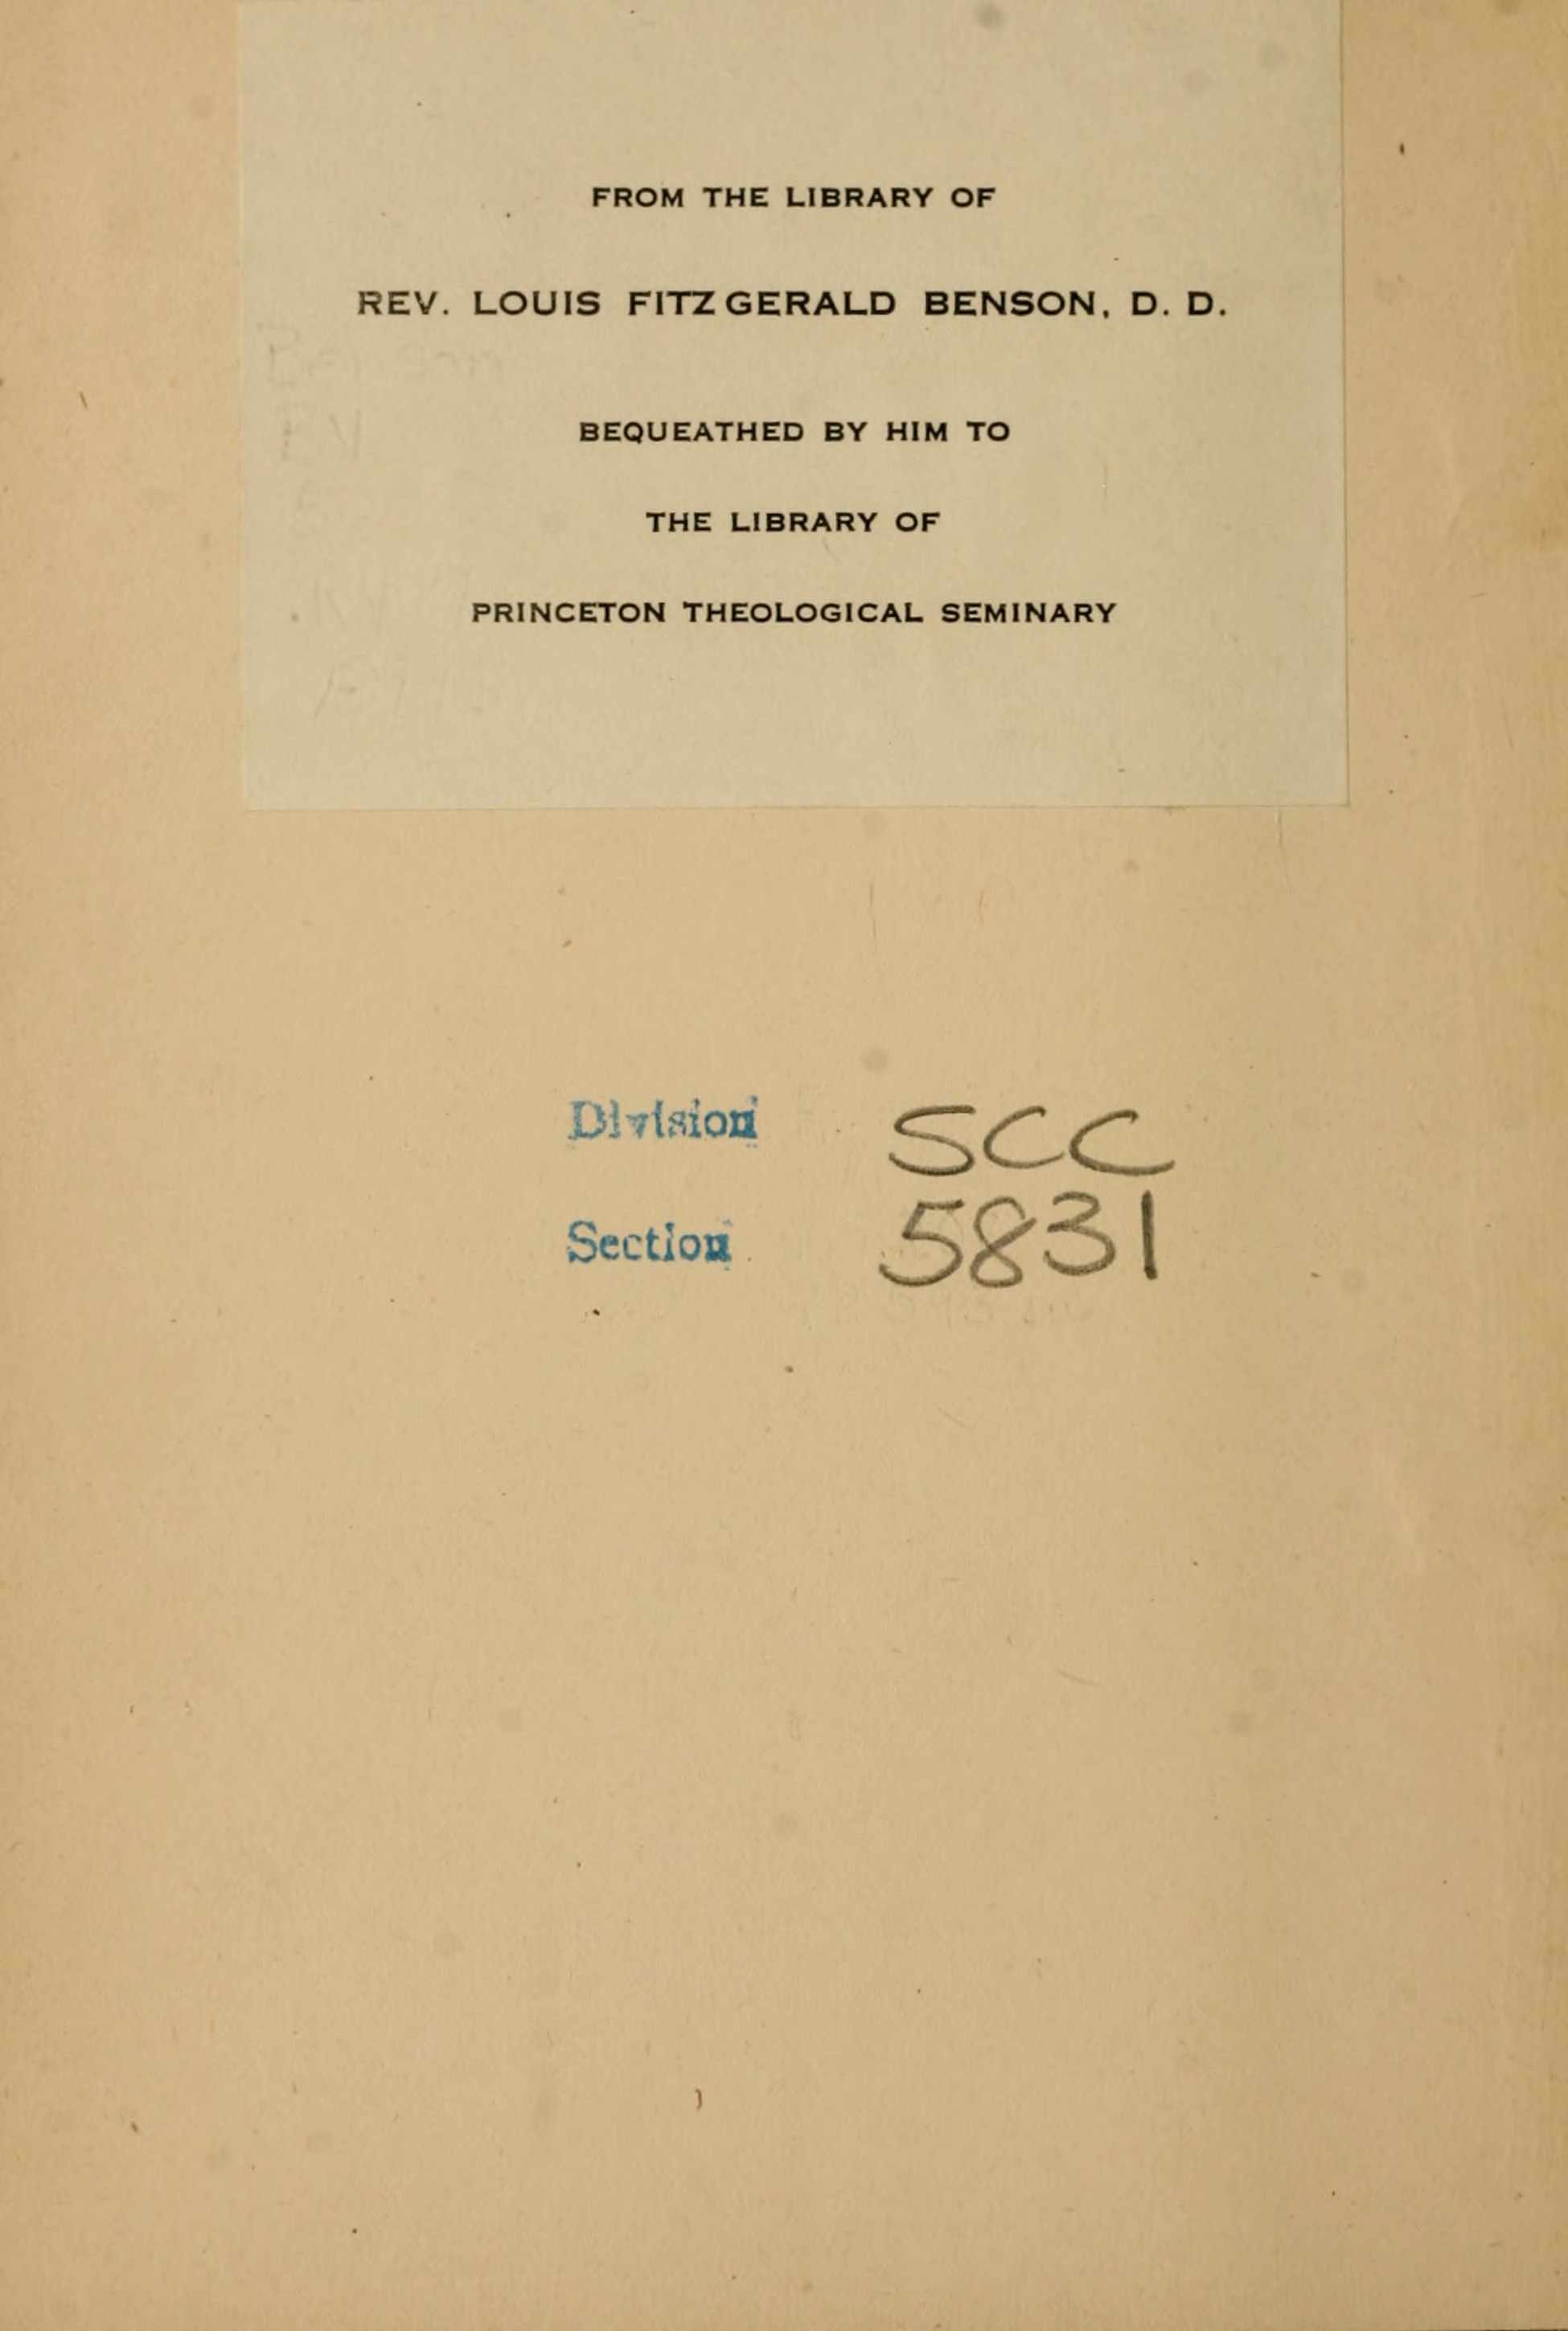 FROM THE LIBRARY OF
REV. LOUIS FITZGERALD BENSON, D. D.
BEQUEATHED BY HIM TO
THE LIBRARY OF
PRINCETON THEOLOGICAL SEMINARY
Division SCC
Section 5831